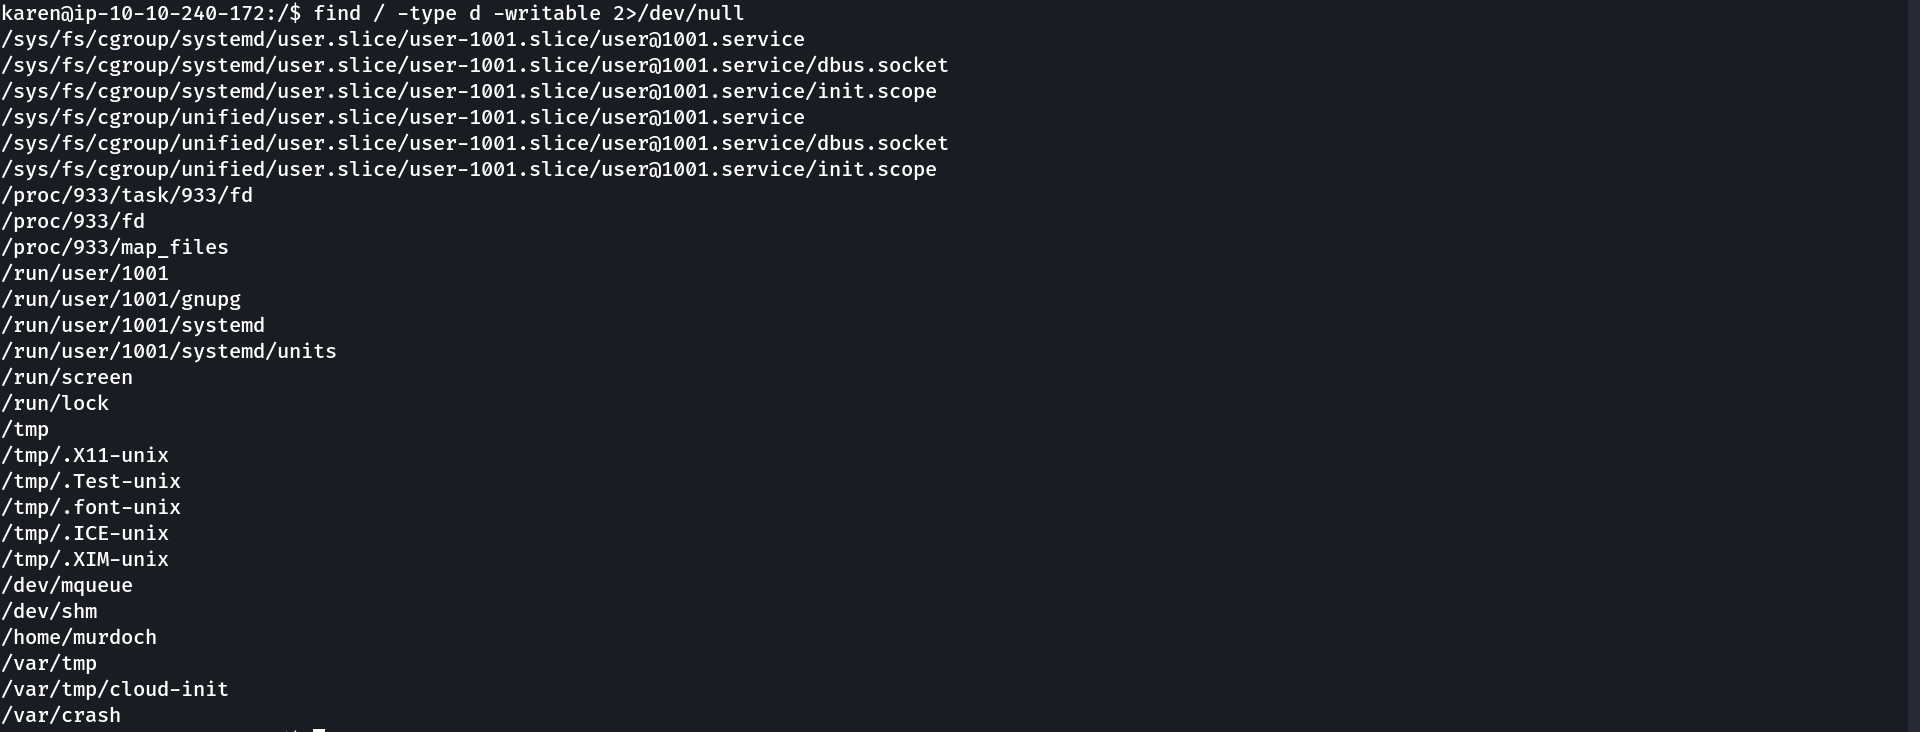 karen@ip-10-10-240-172:/$ find / -type d -writable 2>/dev/null
/sys/fs/cgroup/systemd/user.slice/user-1001.slice/user@1001.service
/sys/fs/cgroup/systemd/user.slice/user-1001.slice/user@1001.service/dbus.socket
/sys/fs/cgroup/systemd/user.slice/user-1001.slice/user@1001.service/init.scope
/sys/fs/cgroup/unified/user.slice/user-1001.slice/user@1001.service
/sys/fs/cgroup/unified/user.slice/user-1001.slice/user@1001.service/dbus.socket
/sys/fs/cgroup/unified/user.slice/user-1001.slice/user@1001.service/init.scope
/proc/933/task/933/fd
/proc/933/fd
/proc/933/map_files
/run/user/1001
/run/user/1001/gnupg
/run/user/1001/systemd
/run/user/1001/systemd/units
/run/screen
/run/lock
/tmp
/tmp/.X11-unix
/tmp/.Test-unix
/tmp/.font-unix
/tmp/.ICE-unix
/tmp/.XIM-unix
/dev/mqueue
/dev/shm
/home/murdoch
/var/tmp
/var/tmp/cloud-init
/var/crash